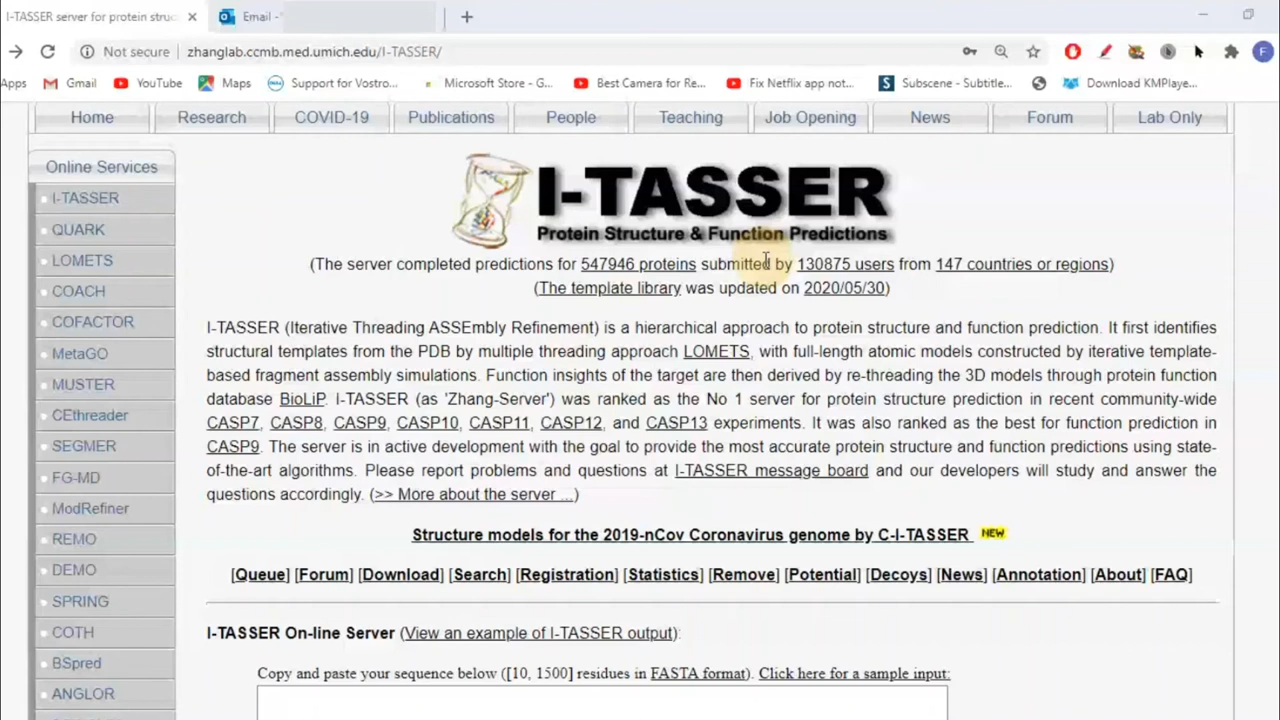 I-TASSER server for protein struc
Email -
Not secure
zhanglab.ccmb.med.umich.edu/I-TASSER/
F
Apps
Gmail
YouTube
Maps
Support for Vostro...
Microsoft Store - G...
Best Camera for Re...
Fix Netflix app not...
S
Subscene - Subtitle...
Download KMPlaye...
Home
Research
COVID-19
Publications
People
Teaching
Job Opening
News
Forum
Lab Only
Online Services
I-TASSER
QUARK
LOMETS
COACH
COFACTOR
MetaGO
MUSTER
CEthreader
SEGMER
FG-MD
ModRefiner
REMO
DEMO
SPRING
COTH
BSpred
ANGLOR
I-TASSER
Protein Structure & Function Predictions
(The server completed predictions for 547946 proteins submitted by 130875 users from 147 countries or regions)
(The template library was updated on 2020/05/30)
I-TASSER (Iterative Threading ASSEmbly Refinement) is a hierarchical approach to protein structure and function prediction. It first identifies
structural templates from the PDB by multiple threading approach LOMETS, with full-length atomic models constructed by iterative template-
based fragment assembly simulations. Function insights of the target are then derived by re-threading the 3D models through protein function
database BioLiP. I-TASSER (as 'Zhang-Server') was ranked as the No 1 server for protein structure prediction in recent community-wide
CASP7, CASP8, CASP9, CASP10, CASP11, CASP12, and CASP13 experiments. It was also ranked as the best for function prediction in
CASP9. The server is in active development with the goal to provide the most accurate protein structure and function predictions using state-
of-the-art algorithms. Please report problems and questions at I-TASSER message board and our developers will study and answer the
questions accordingly. (>> More about the server ...)
Structure models for the 2019-nCov Coronavirus genome by C-I-TASSER NEW
[Queue] [Forum] [Download] [Search] [Registration] [Statistics] [Remove] [Potential] [Decoys] [News] [Annotation] [About] [FAQ]
I-TASSER On-line Server (View an example of I-TASSER output):
Copy and paste your sequence below ([10, 1500] residues in FASTA format). Click here for a sample input: